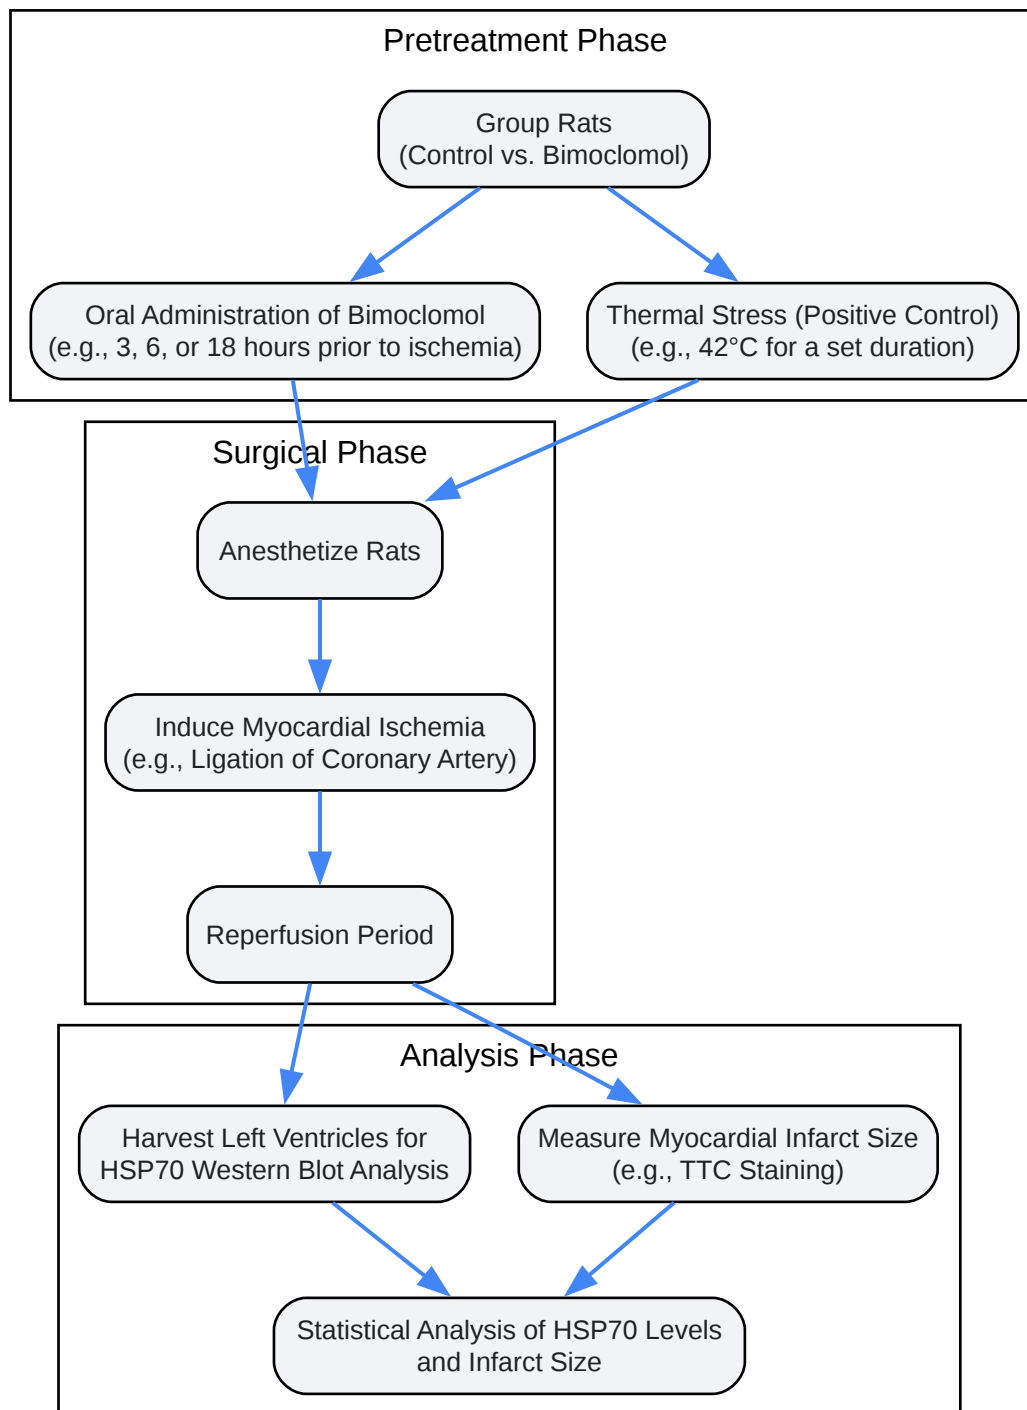 Pretreatment Phase
Group Rats
(Control vs. Bimoclomol)
Oral Administration of Bimoclomol
(e.g., 3, 6, or 18 hours prior to ischemia)
Thermal Stress (Positive Control)
(e.g., 42°C for a set duration)
Surgical Phase
Anesthetize Rats
Induce Myocardial Ischemia
(e.g., Ligation of Coronary Artery)
Reperfusion Period
Analysis Phase
Harvest Left Ventricles for
HSP70 Western Blot Analysis
Measure Myocardial Infarct Size
(e.g., TTC Staining)
Statistical Analysis of HSP70 Levels
and Infarct Size